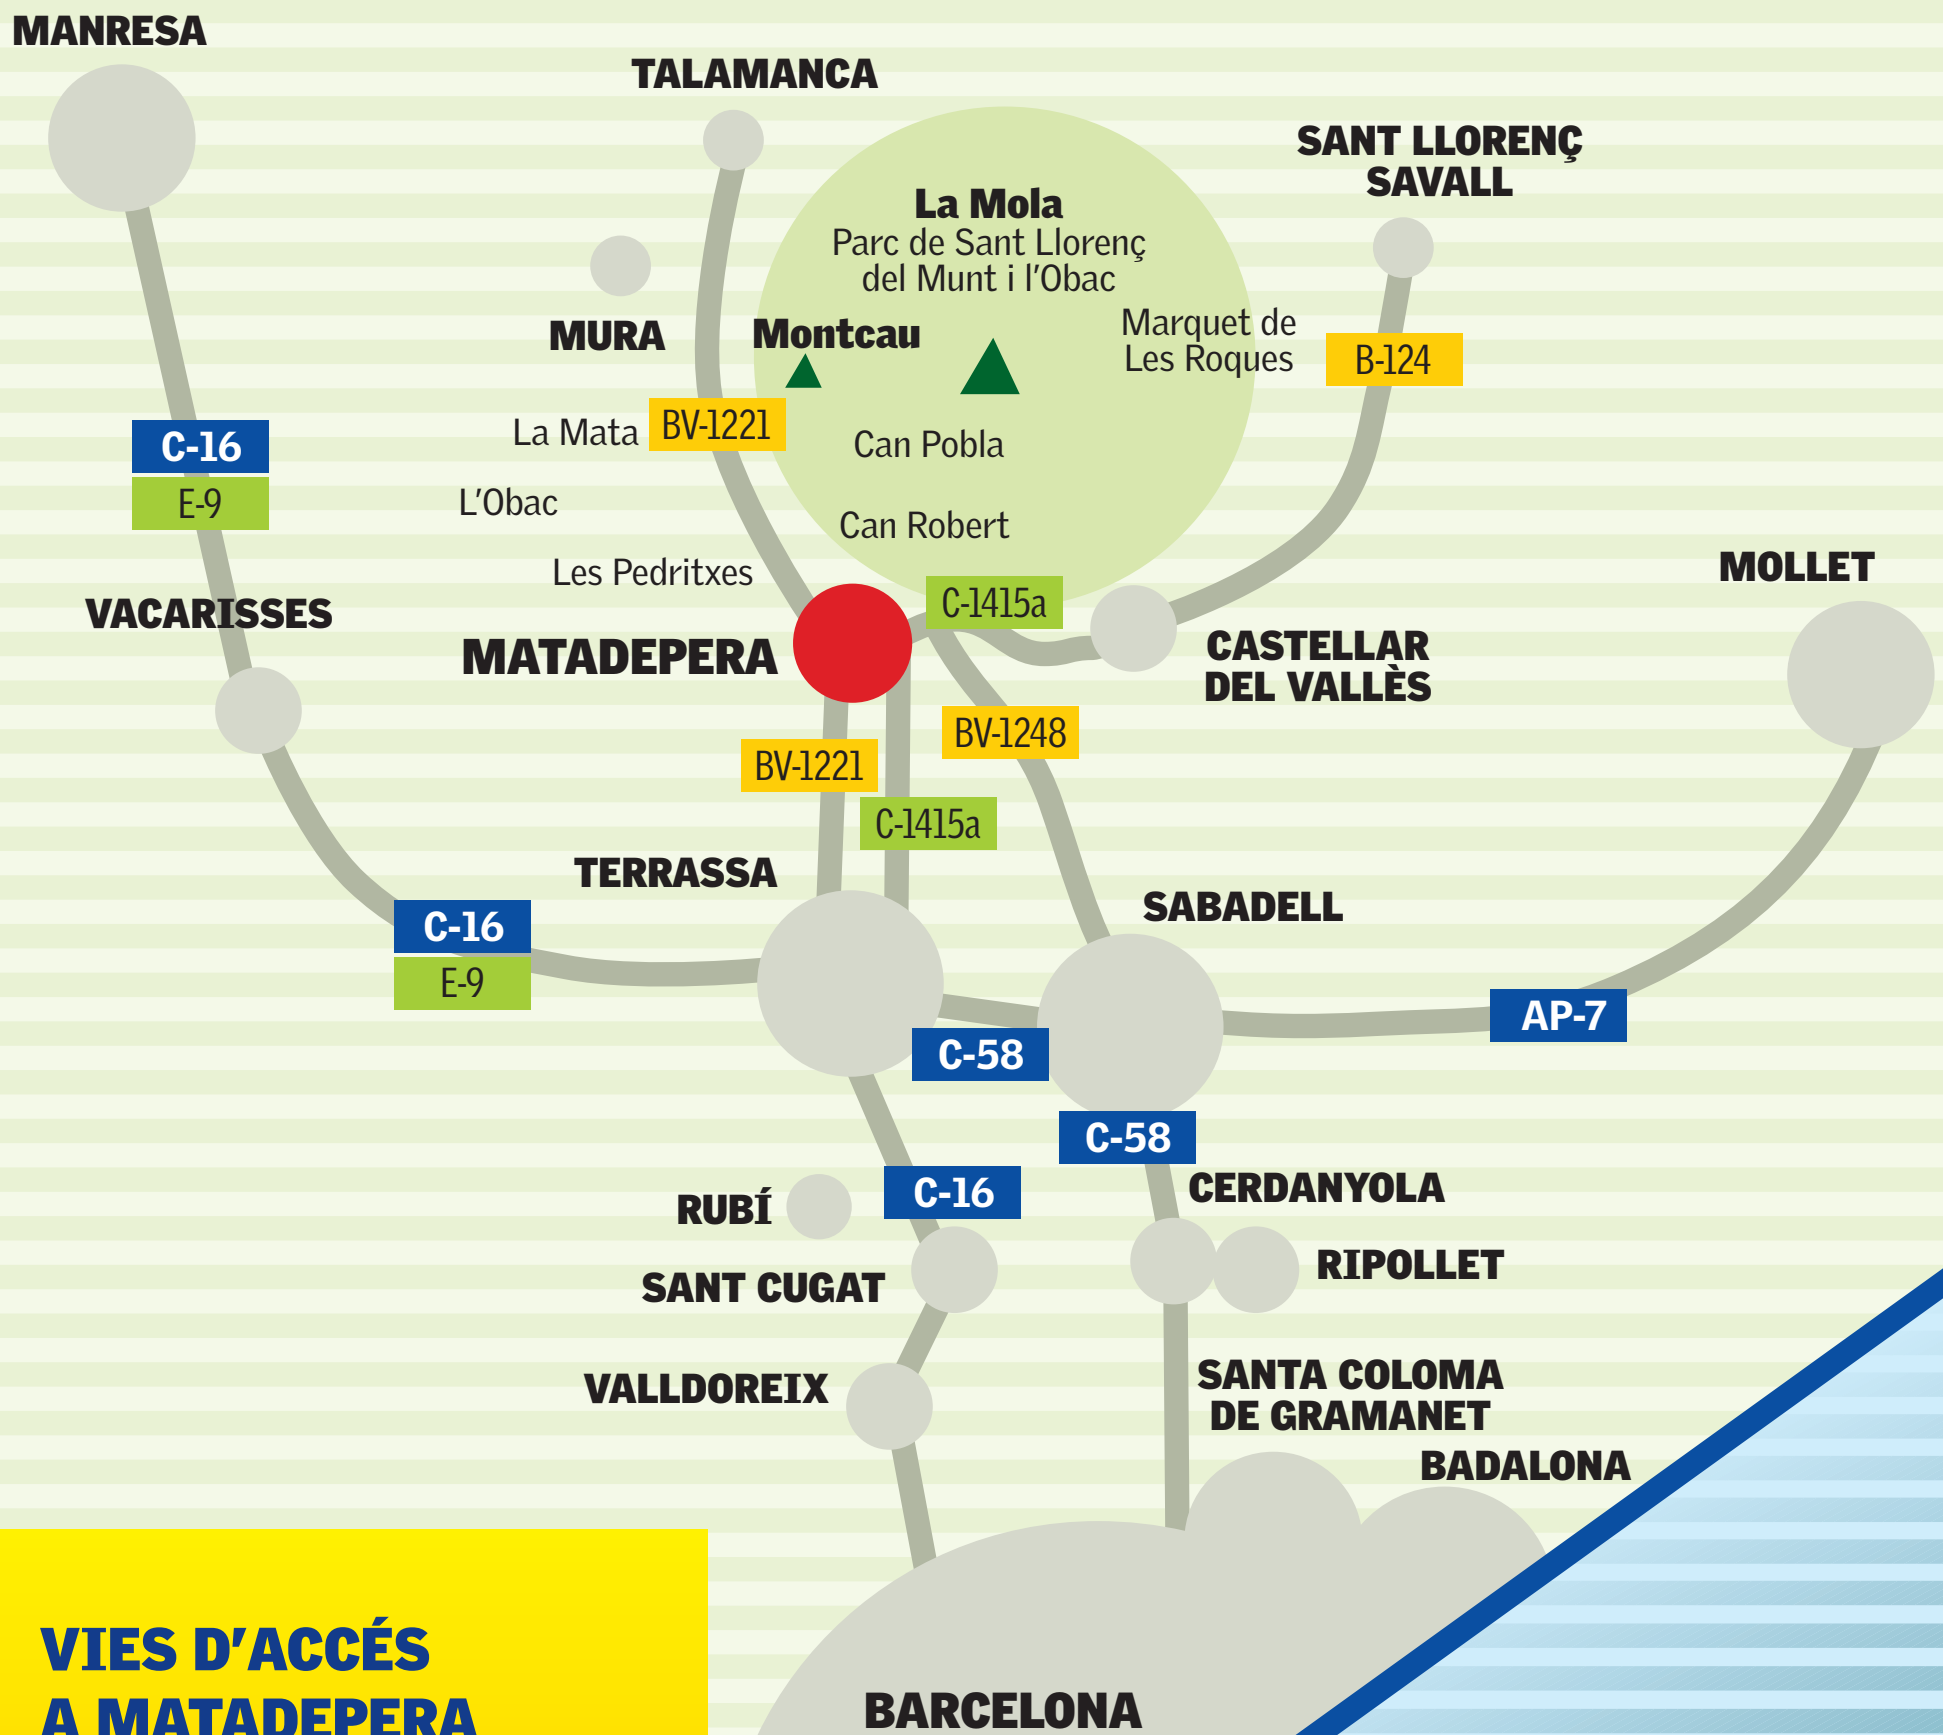 MANRESA
TALAMANCA
SANT LLORENÇ
SAVALL
La Mola
Parc de Sant Llorenç
del Munt i l'Obac
MURA
Montcau
Marquet de
Les Roques
B-124
La Mata
BV-1221
Can Pobla
C-16
E-9
L'Obac
Can Robert
Les Pedritxes
MOLLET
VACARISSES
C-1415a
MATADEPERA
CASTELLAR
DEL VALLÈS
BV-1248
BV-1221
C-1415a
TERRASSA
SABADELL
C-16
E-9
AP-7
C-58
C-58
C-16
CERDANYOLA
RUBÍ
RIPOLLET
SANT CUGAT
VALLDOREIX
SANTA COLOMA
DE GRAMANET
BADALONA
VIES D'ACCÉS
A MATADEPERA
BARCELONA